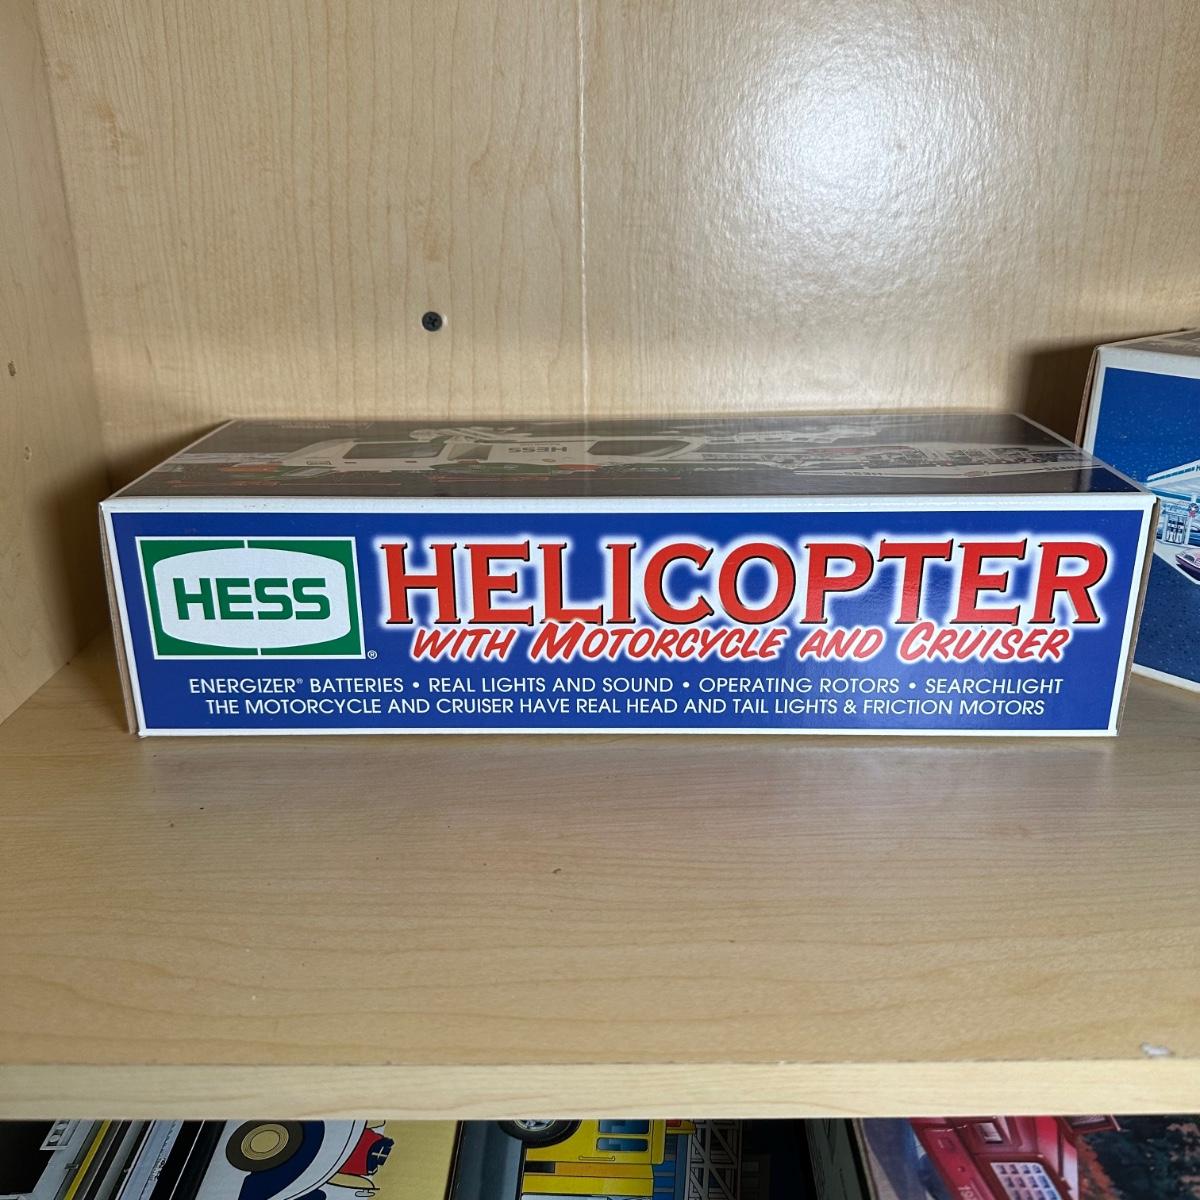 HESS
HESS
®
HELICOPTER
WITH MOTORCYCLE AND CRUISER
ENERGIZER® BATTERIES • REAL LIGHTS AND SOUND • OPERATING ROTORS • SEARCHLIGHT
THE MOTORCYCLE AND CRUISER HAVE REAL HEAD AND TAIL LIGHTS & FRICTION MOTORS